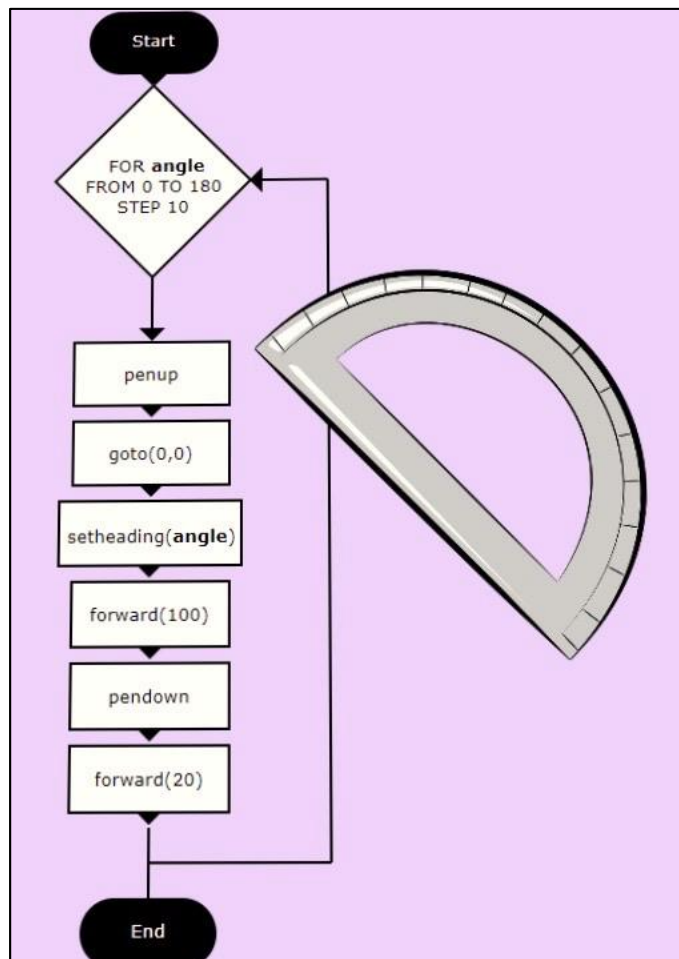 Start
FOR angle
FROM 0 TO 180
STEP 10
penup
goto(0,0)
setheading(angle)
forward(100)
pendown
forward(20)
End